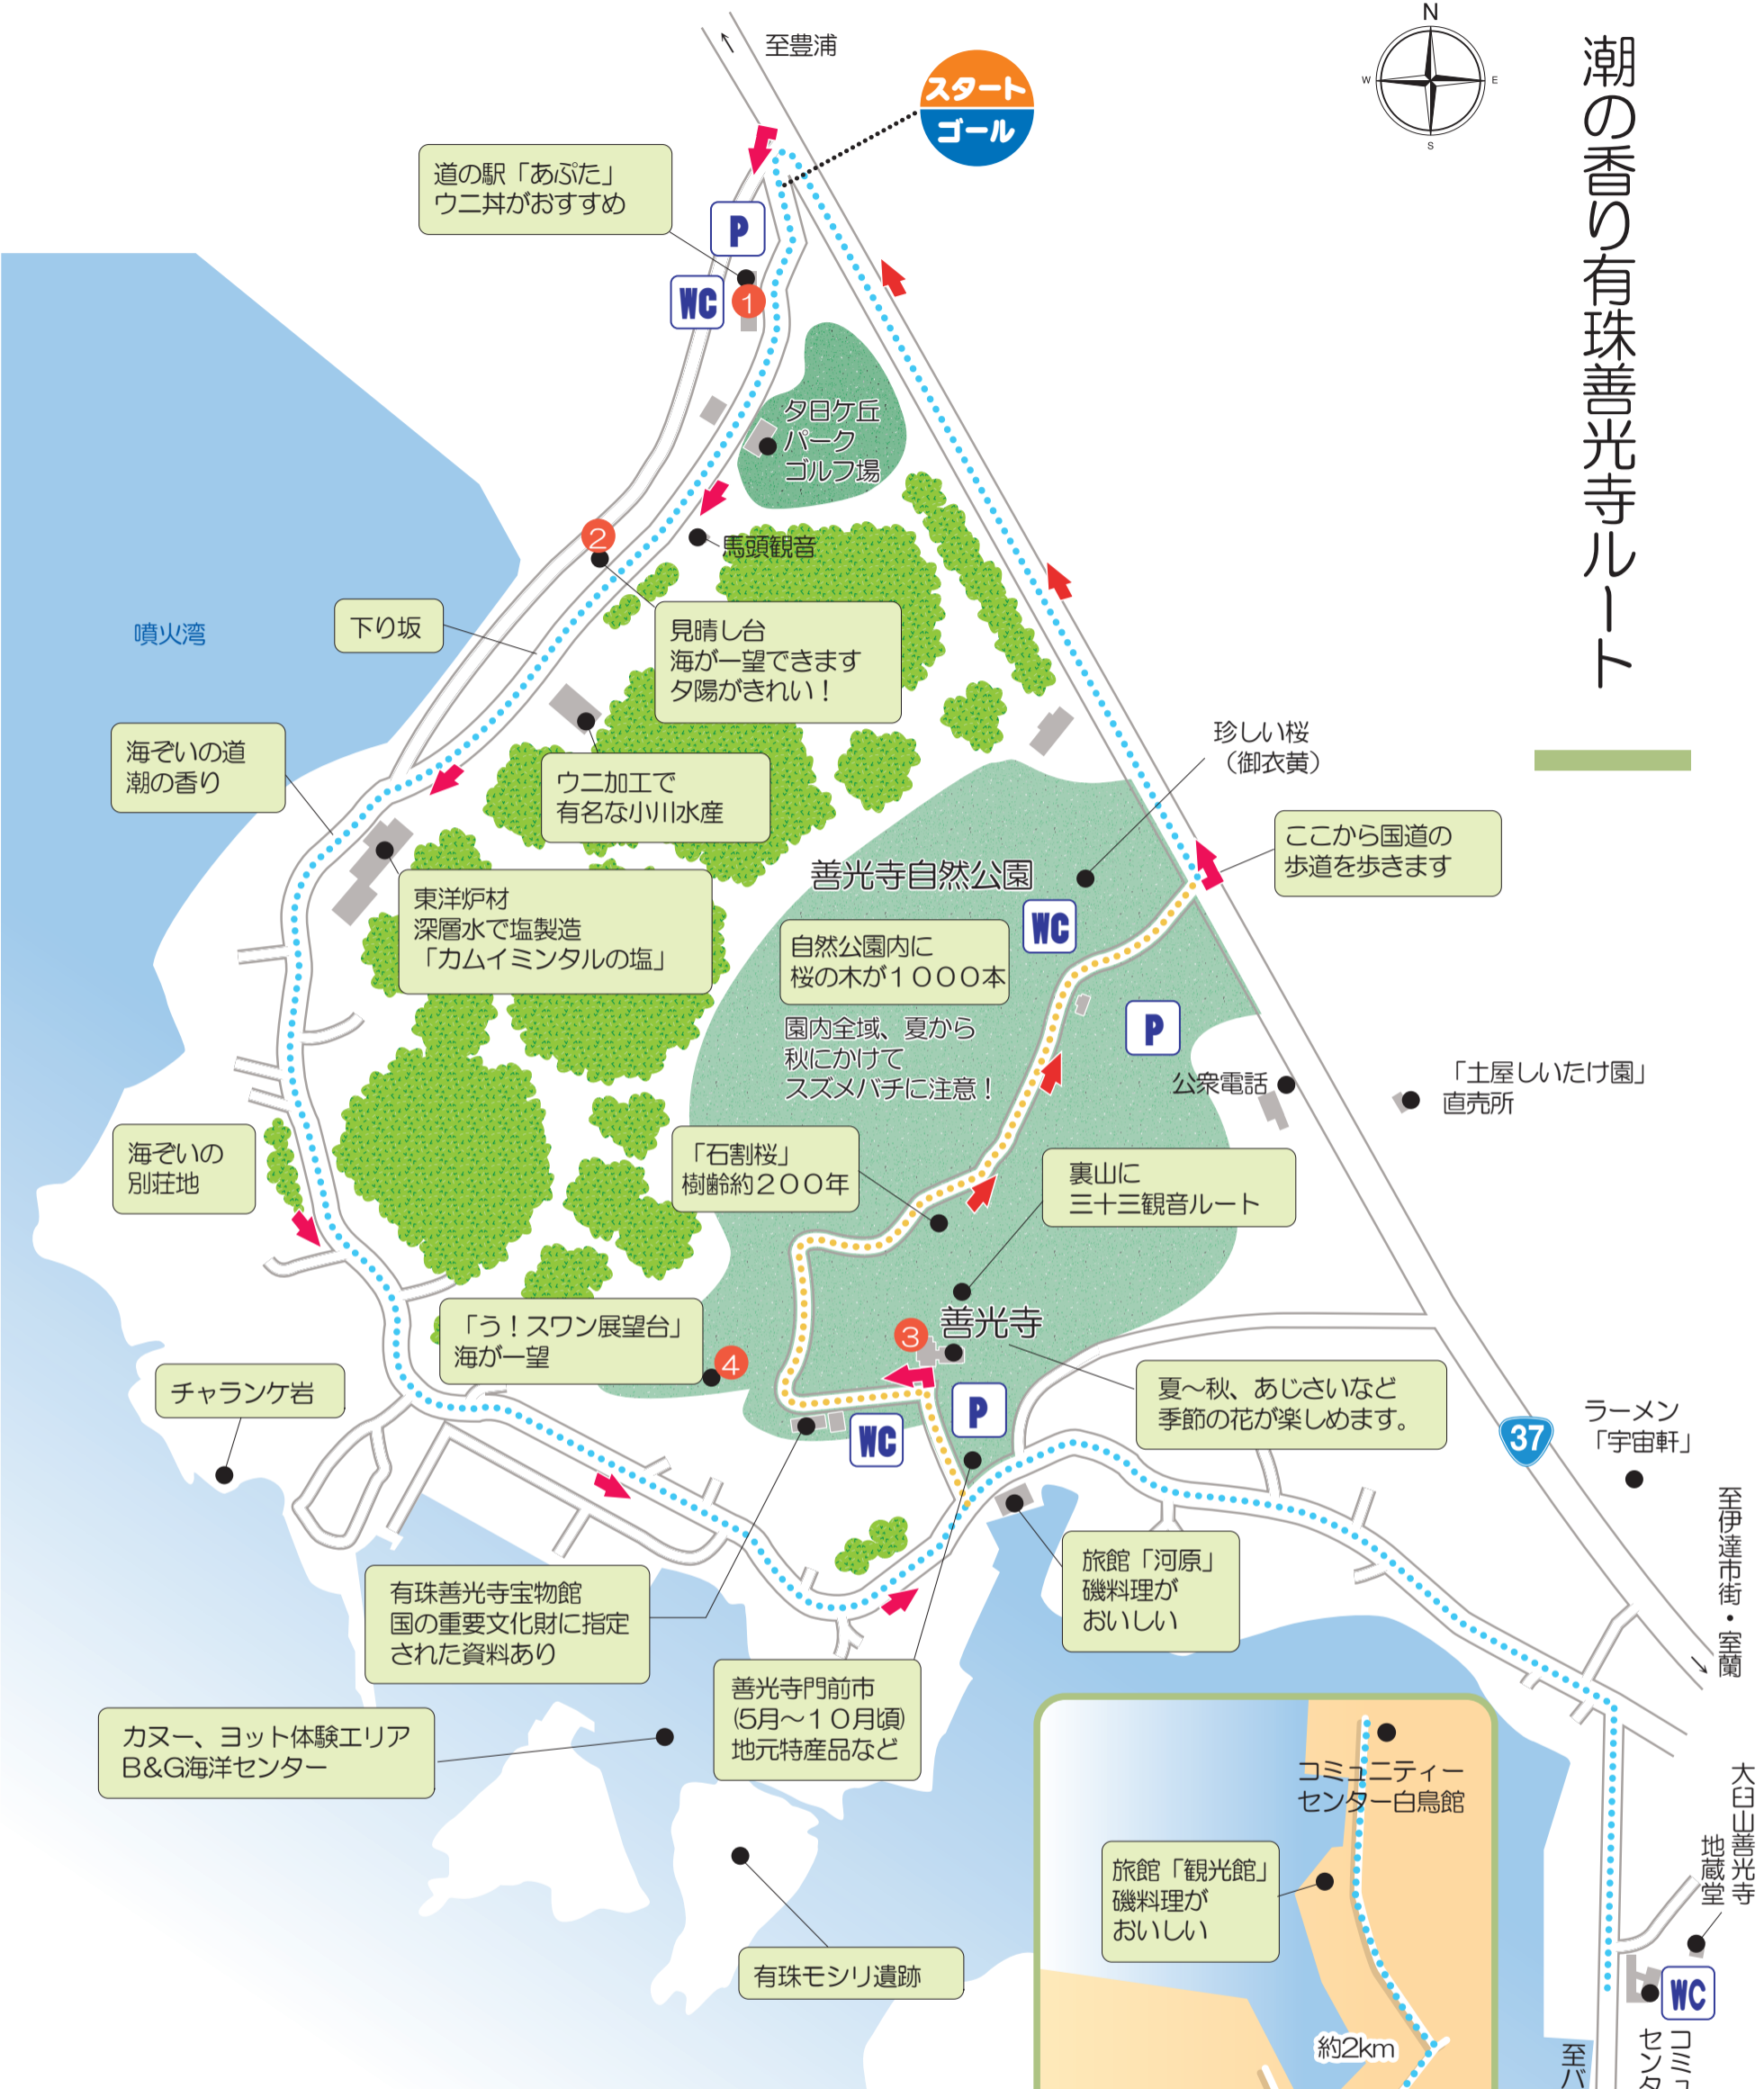 潮の香り有珠善光寺ルート
N
W
E
S
至豊浦
スタート
ゴール
道の駅「あぷた」
ウニ丼がおすすめ
P
WC
1
夕日ケ丘
パーク
ゴルフ場
2
馬頭観音
噴火湾
下り坂
見晴し台
海が一望できます
夕陽がきれい！
海ぞいの道
潮の香り
ウニ加工で
有名な小川水産
珍しい桜
（御衣黄）
ここから国道の
歩道を歩きます
東洋炉材
深層水で塩製造
「カムイミンタルの塩」
善光寺自然公園
WC
自然公園内に
桜の木が１０００本
園内全域、夏から
秋にかけて
スズメバチに注意！
P
公衆電話
「土屋しいたけ園」
直売所
海ぞいの
別荘地
「石割桜」
樹齢約２００年
裏山に
三十三観音ルート
「う！スワン展望台」
海が一望
4
3
善光寺
チャランケ岩
WC
P
夏～秋、あじさいなど
季節の花が楽しめます。
37
ラーメン
「宇宙軒」
至伊達市街・室蘭
有珠善光寺宝物館
国の重要文化財に指定
された資料あり
旅館「河原」
磯料理が
おいしい
善光寺門前市
(5月～１０月頃)
地元特産品など
カヌー、ヨット体験エリア
B&G海洋センター
有珠モシリ遺跡
コミュニティー
センター白鳥館
旅館「観光館」
磯料理が
おいしい
約2km
大臼山善光寺
地蔵堂
WC
コミュ
センタ
至バ